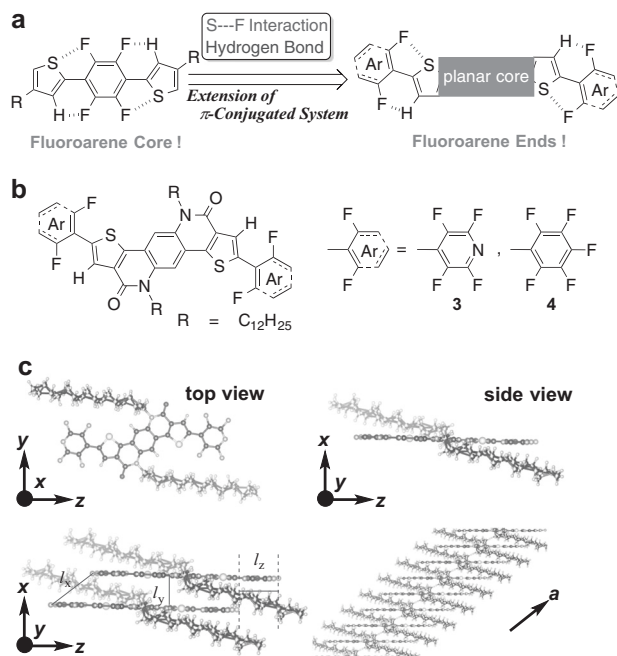 a
S---F Interaction
Hydrogen Bond
Extension of
π-Conjugated System
S F F H R
R H F F S
Fluoroarene Core !
Ar F S
F H
planar core
H F
S F Ar
Fluoroarene Ends !
b
R
N O
F S H
Ar
F H
S F
O N
R
F Ar
R = C12H25
F
Ar
F
=
F F
N
F F
3
,
F F
F
F F
4
c
top view
y
x
z
side view
x
y
z
lx
ly
lz
x
y
z
a